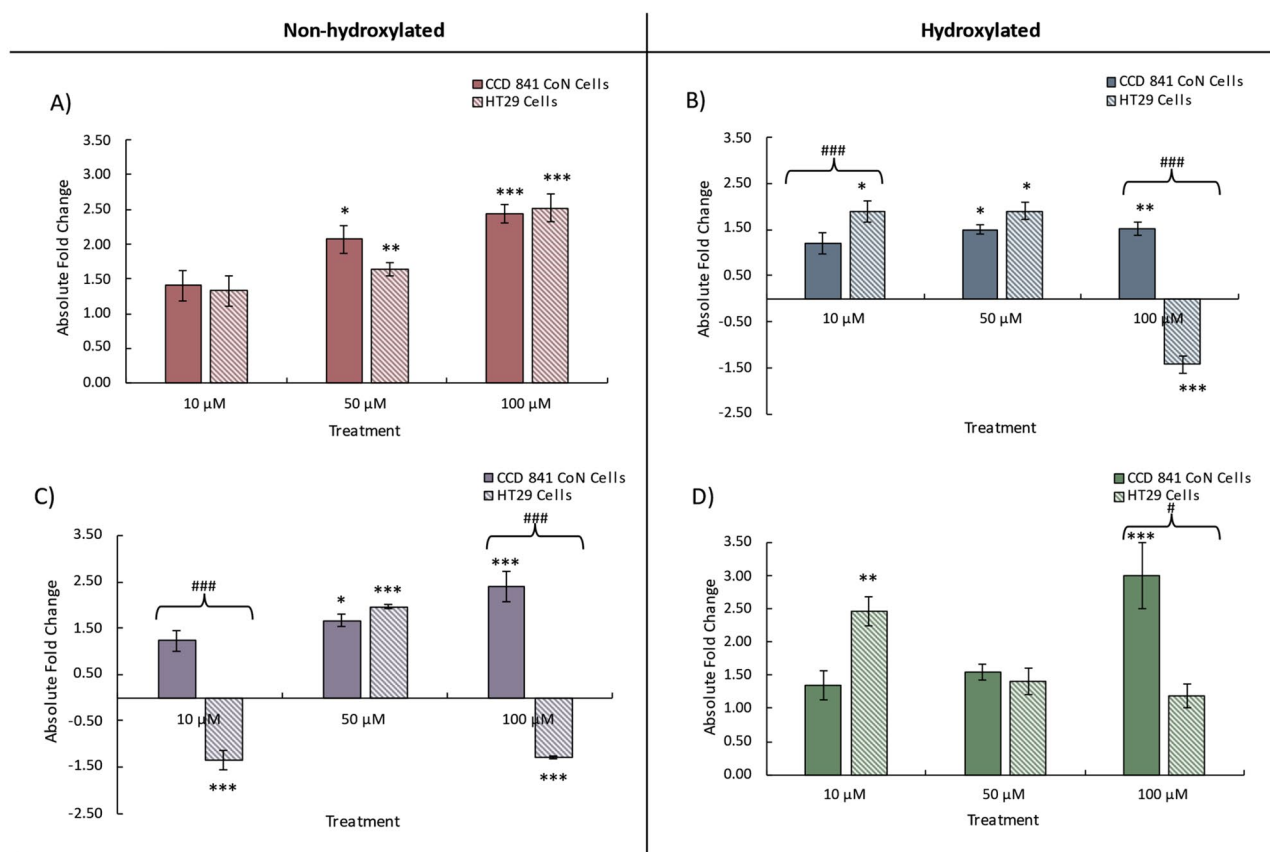 Non-hydroxylated
Hydroxylated
A)
CCD 841 CoN Cells
HT29 Cells
Absolute Fold Change
3.50
3.00
2.50
2.00
1.50
1.00
0.50
0.00
*
**
***
***
10 µM
50 µM
100 µM
Treatment
B)
CCD 841 CoN Cells
HT29 Cells
Absolute Fold Change
3.50
2.50
1.50
0.50
-0.50
-1.50
-2.50
###
*
*
*
###
**
***
10 µM
50 µM
100 µM
Treatment
C)
CCD 841 CoN Cells
HT29 Cells
Absolute Fold Change
3.50
2.50
1.50
0.50
-0.50
-1.50
-2.50
###
***
*
***
###
***
***
10 µM
50 µM
100 µM
D)
CCD 841 CoN Cells
HT29 Cells
Absolute Fold Change
3.50
3.00
2.50
2.00
1.50
1.00
0.50
0.00
**
#
***
10 µM
50 µM
100 µM
Treatment